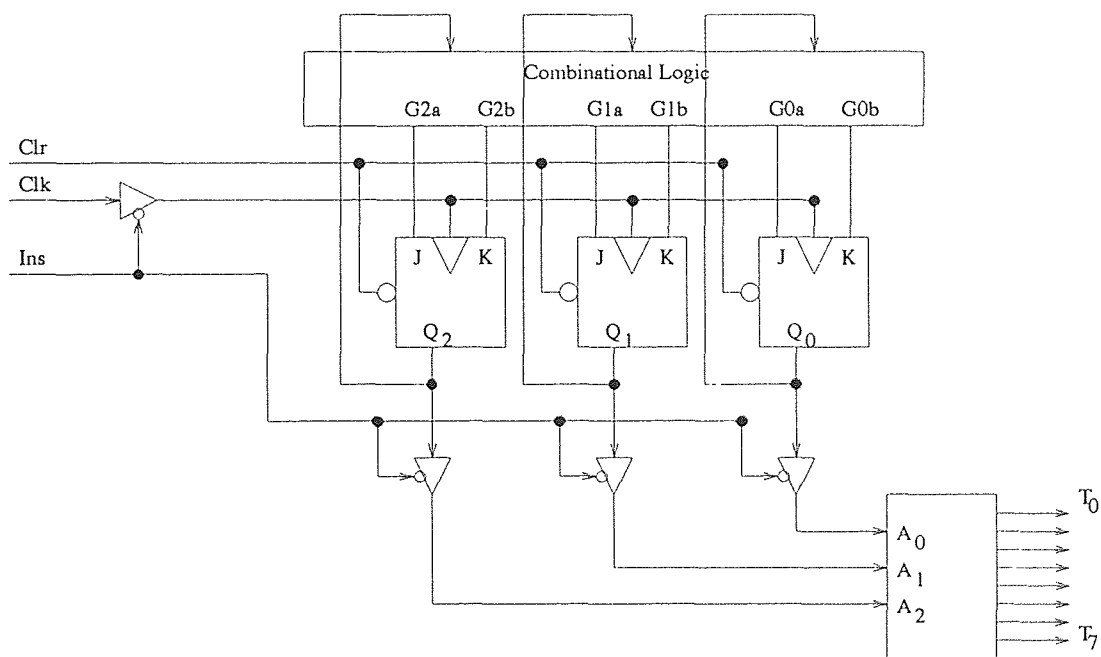 Combinational Logic
G2a G2b G1a G1b G0a G0b
Clr
Clk
Ins
J K J K J K
Q2 Q1 Q0
T0
A0
A1
A2
T7